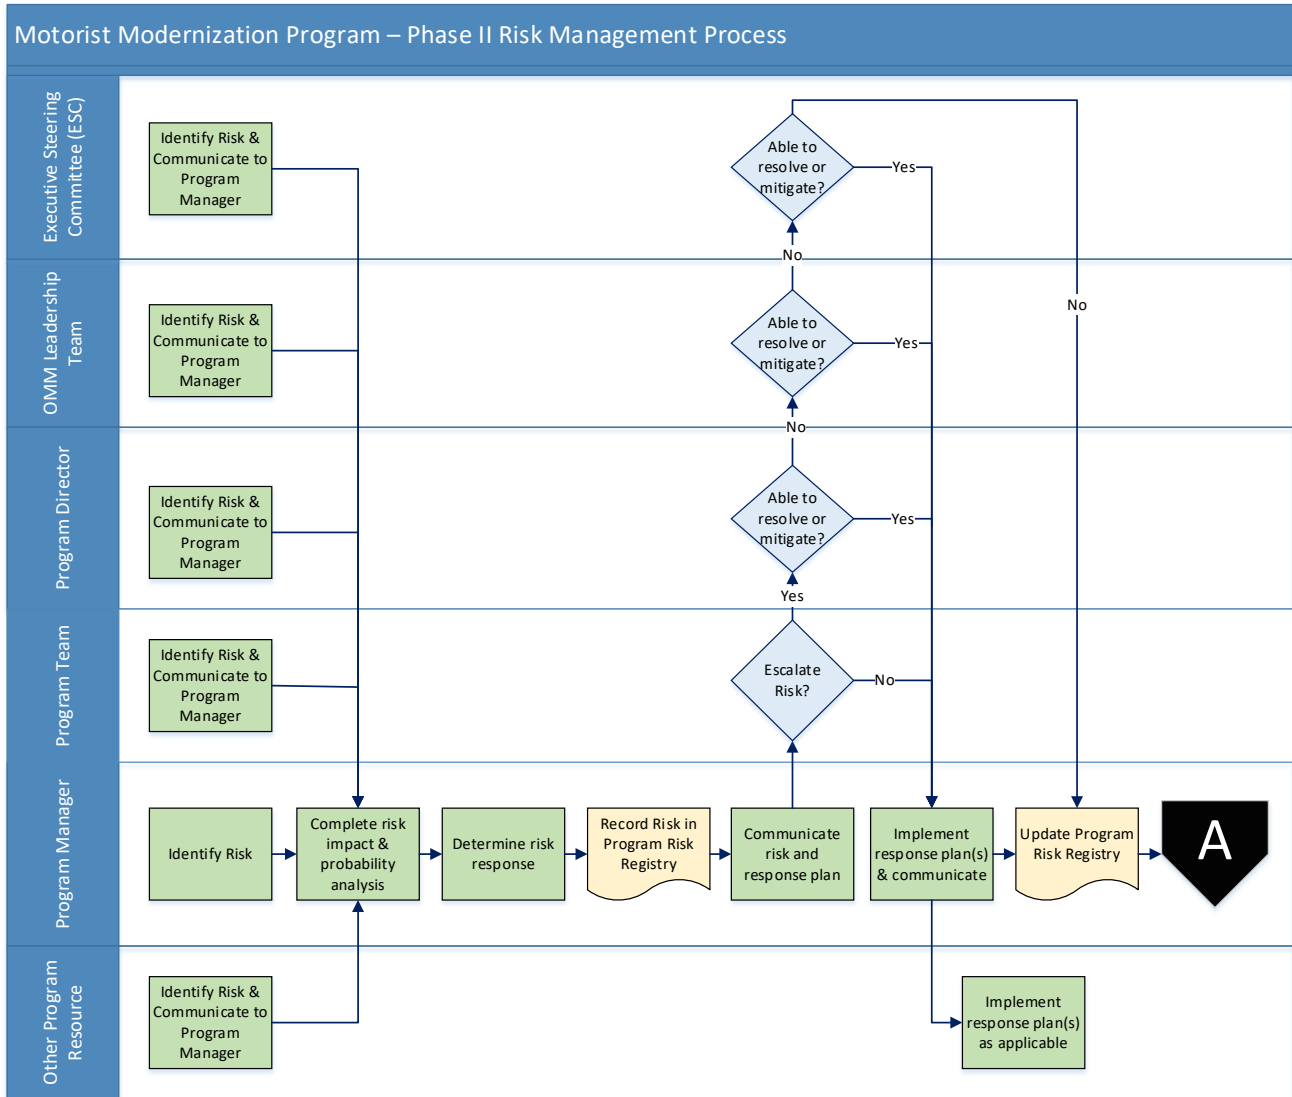 Motorist Modernization Program – Phase II Risk Management Process
Executive Steering
Committee (ESC)
Identify Risk &
Communicate to
Program
Manager
Able to
resolve or
mitigate?
Yes
No
OMM Leadership
Team
Identify Risk &
Communicate to
Program
Manager
Able to
resolve or
mitigate?
Yes
No
No
Program Director
Identify Risk &
Communicate to
Program
Manager
Able to
resolve or
mitigate?
Yes
Yes
Program Team
Identify Risk &
Communicate to
Program
Manager
Escalate
Risk?
No
Program Manager
Identify Risk
Complete risk
impact &
probability
analysis
Determine risk
response
Record Risk in
Program Risk
Registry
Communicate
risk and
response plan
Implement
response plan(s)
& communicate
Update Program
Risk Registry
A
Other Program
Resource
Identify Risk &
Communicate to
Program
Manager
Implement
response plan(s)
as applicable